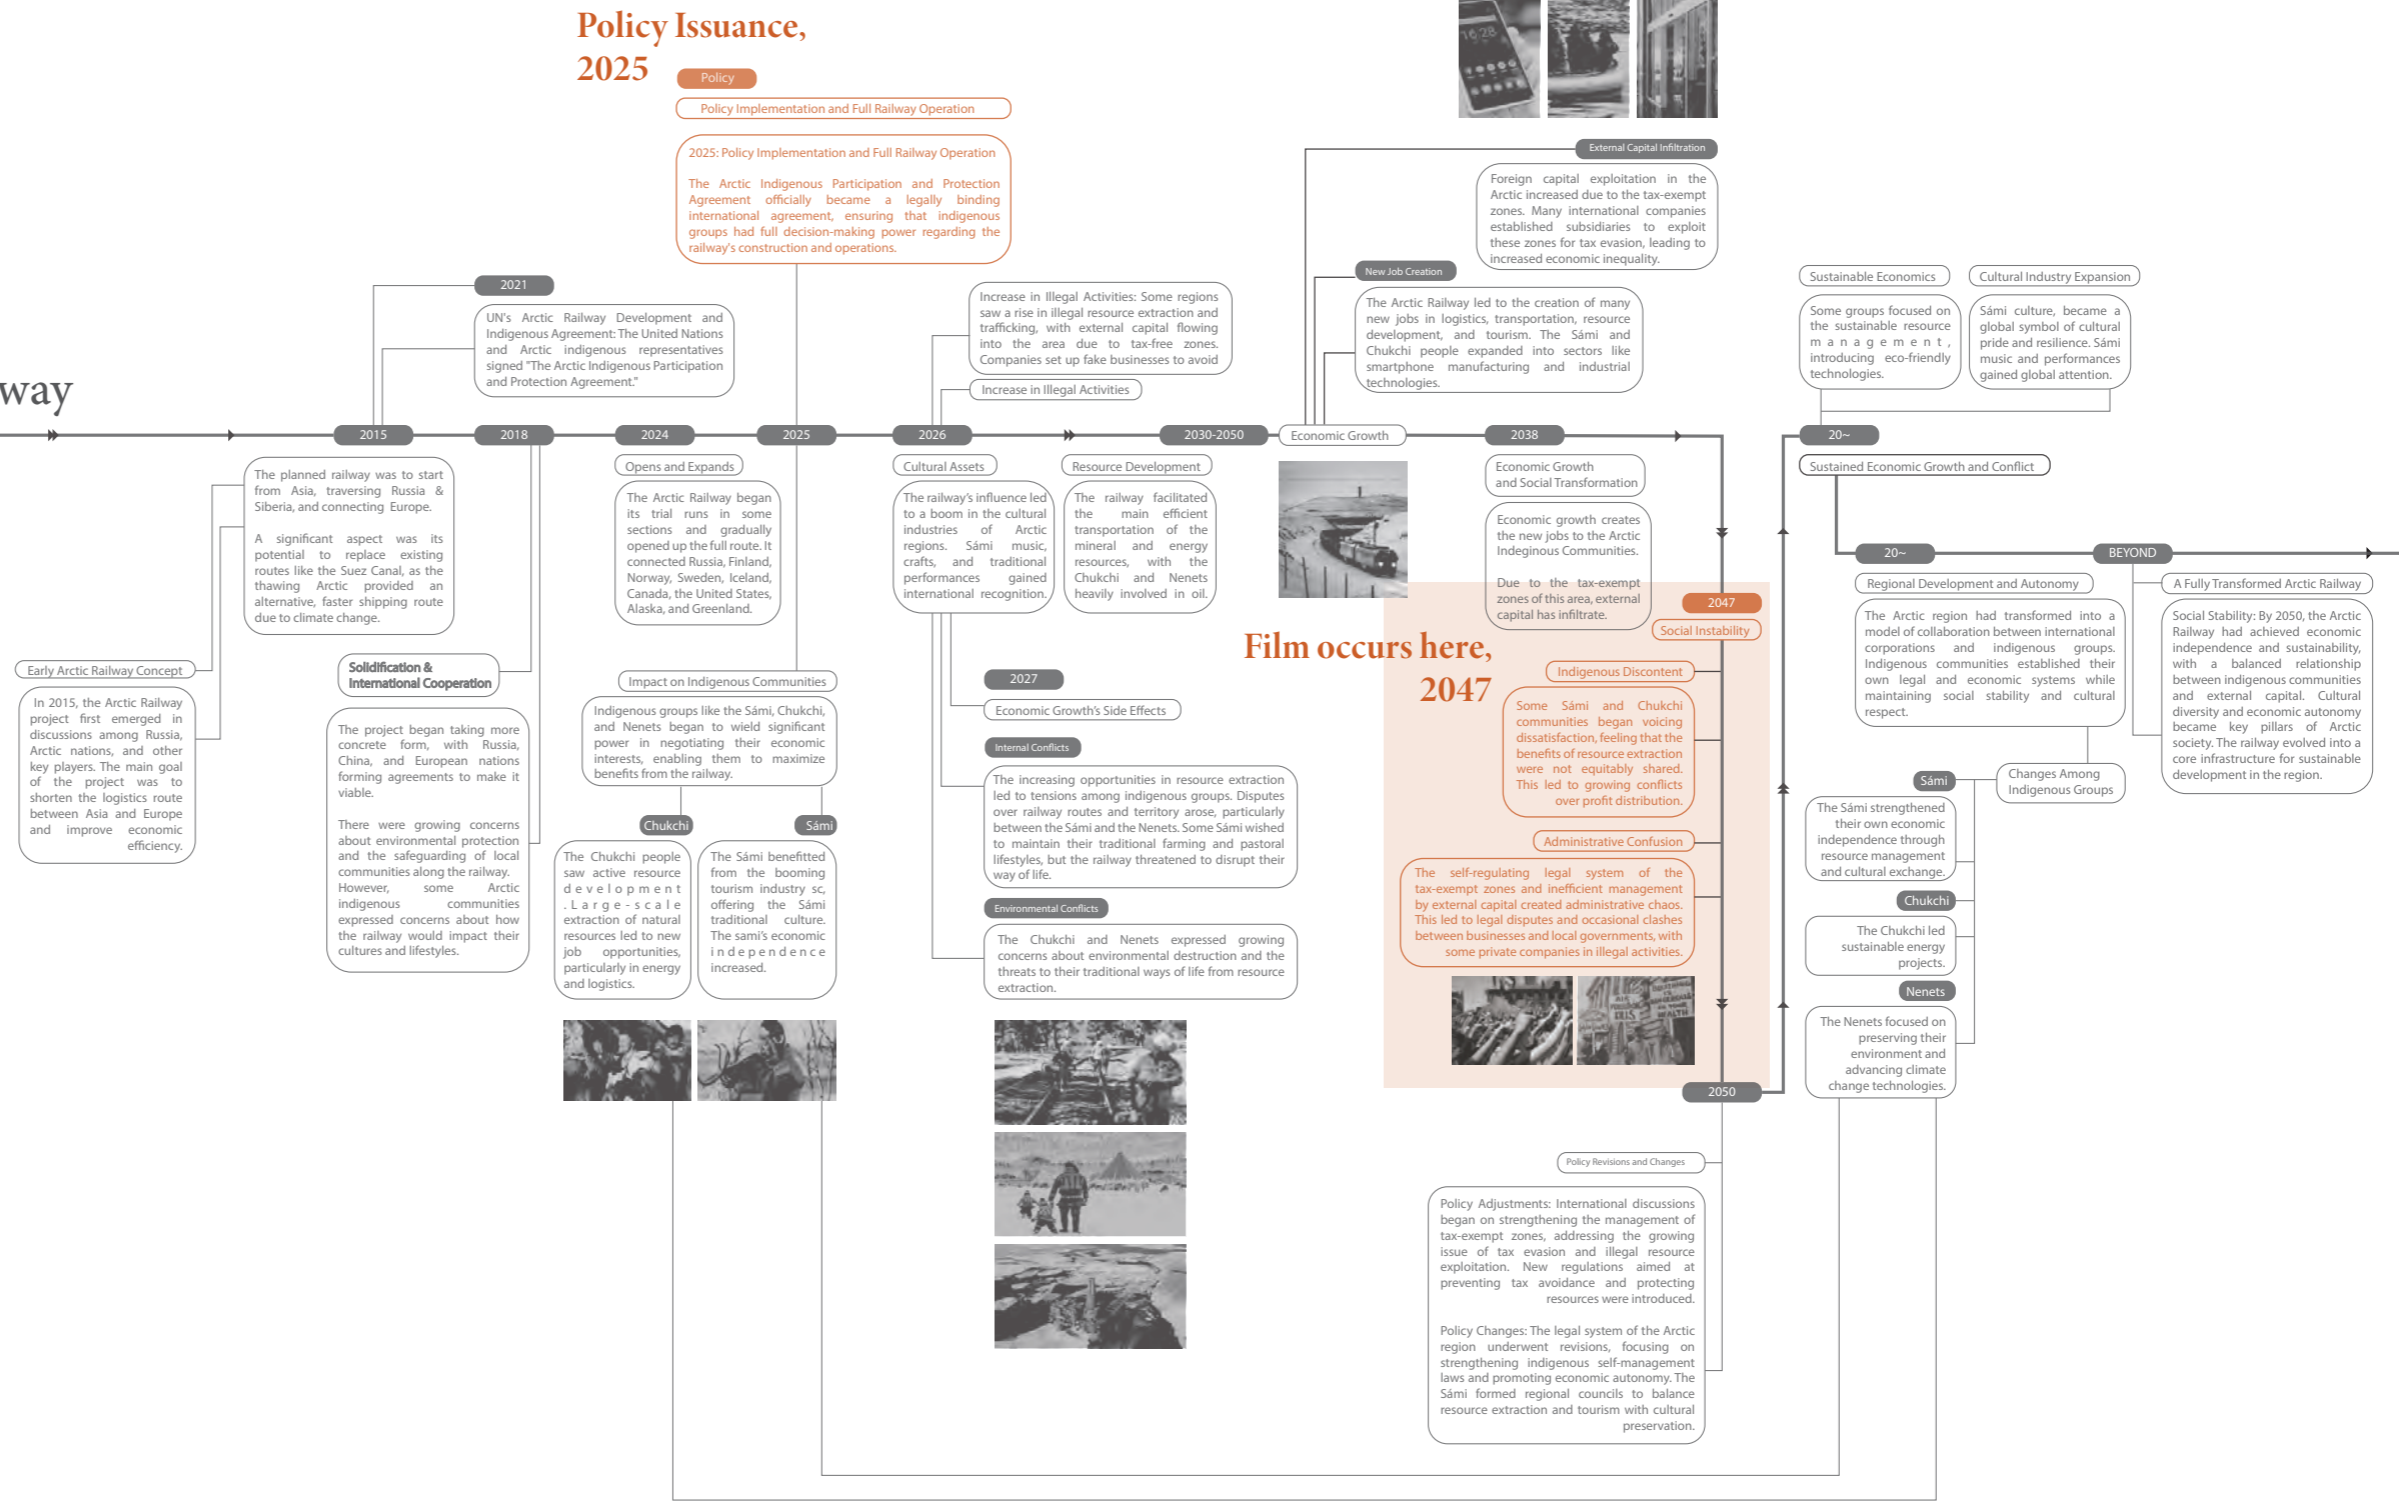 Policy Issuance,
2025
Policy
Policy Implementation and Full Railway Operation
2025: Policy Implementation and Full Railway Operation
The Arctic Indigenous Participation and Protection
Agreement officially became a legally binding
international agreement, ensuring that indigenous
groups had full decision-making power regarding the
railway's construction and operations.
16:28
External Capital Infiltration
Foreign capital exploitation in the
Arctic increased due to the tax-exempt
zones. Many international companies
established subsidiaries to exploit
these zones for tax evasion, leading to
increased economic inequality.
2021
UN's Arctic Railway Development and
Indigenous Agreement: The United Nations
and Arctic indigenous representatives
signed "The Arctic Indigenous Participation
and Protection Agreement."
Increase in Illegal Activities: Some regions
saw a rise in illegal resource extraction and
trafficking, with external capital flowing
into the area due to tax-free zones.
Companies set up fake businesses to avoid
Increase in Illegal Activities
New Job Creation
The Arctic Railway led to the creation of many
new jobs in logistics, transportation, resource
development, and tourism. The Sámi and
Chukchi people expanded into sectors like
smartphone manufacturing and industrial
technologies.
Sustainable Economics
Some groups focused on
the sustainable resource
management,
introducing eco-friendly
technologies.
Cultural Industry Expansion
Sámi culture, became a
global symbol of cultural
pride and resilience. Sámi
music and performances
gained global attention.
way
2015
2018
2024
2025
2026
2030-2050
Economic Growth
2038
20~
The planned railway was to start
from Asia, traversing Russia &
Siberia, and connecting Europe.
A significant aspect was its
potential to replace existing
routes like the Suez Canal, as the
thawing Arctic provided an
alternative, faster shipping route
due to climate change.
Early Arctic Railway Concept
In 2015, the Arctic Railway
project first emerged in
discussions among Russia,
Arctic nations, and other
key players. The main goal
of the project was to
shorten the logistics route
between Asia and Europe
and improve economic
efficiency.
Solidification &
International Cooperation
The project began taking more
concrete form, with Russia,
China, and European nations
forming agreements to make it
viable.
There were growing concerns
about environmental protection
and the safeguarding of local
communities along the railway.
However, some Arctic
indigenous communities
expressed concerns about how
the railway would impact their
cultures and lifestyles.
Opens and Expands
The Arctic Railway began
its trial runs in some
sections and gradually
opened up the full route. It
connected Russia, Finland,
Norway, Sweden, Iceland,
Canada, the United States,
Alaska, and Greenland.
Impact on Indigenous Communities
Indigenous groups like the Sámi, Chukchi,
and Nenets began to wield significant
power in negotiating their economic
interests, enabling them to maximize
benefits from the railway.
Chukchi
The Chukchi people
saw active resource
development
.Large-scale
extraction of natural
resources led to new
job opportunities,
particularly in energy
and logistics.
Sámi
The Sámi benefitted
from the booming
tourism industry sc,
offering the Sámi
traditional culture.
The sami's economic
independence
increased.
Cultural Assets
The railway's influence led
to a boom in the cultural
industries of Arctic
regions. Sámi music,
crafts, and traditional
performances gained
international recognition.
Resource Development
The railway facilitated
the main efficient
transportation of the
mineral and energy
resources, with the
Chukchi and Nenets
heavily involved in oil.
2027
Economic Growth's Side Effects
Internal Conflicts
The increasing opportunities in resource extraction
led to tensions among indigenous groups. Disputes
over railway routes and territory arose, particularly
between the Sámi and the Nenets. Some Sámi wished
to maintain their traditional farming and pastoral
lifestyles, but the railway threatened to disrupt their
way of life.
Environmental Conflicts
The Chukchi and Nenets expressed growing
concerns about environmental destruction and the
threats to their traditional ways of life from resource
extraction.
Economic Growth
and Social Transformation
Economic growth creates
the new jobs to the Arctic
Indeginous Communities.
Due to the tax-exempt
zones of this area, external
capital has infiltrate.
Film occurs here,
2047
2047
Social Instability
Indigenous Discontent
Some Sámi and Chukchi
communities began voicing
dissatisfaction, feeling that the
benefits of resource extraction
were not equitably shared.
This led to growing conflicts
over profit distribution.
Administrative Confusion
The self-regulating legal system of the
tax-exempt zones and inefficient management
by external capital created administrative chaos.
This led to legal disputes and occasional clashes
between businesses and local governments, with
some private companies in illegal activities.
2050
Policy Revisions and Changes
Policy Adjustments: International discussions
began on strengthening the management of
tax-exempt zones, addressing the growing
issue of tax evasion and illegal resource
exploitation. New regulations aimed at
preventing tax avoidance and protecting
resources were introduced.
Policy Changes: The legal system of the Arctic
region underwent revisions, focusing on
strengthening indigenous self-management
laws and promoting economic autonomy. The
Sámi formed regional councils to balance
resource extraction and tourism with cultural
preservation.
Sustained Economic Growth and Conflict
20~
BEYOND
Regional Development and Autonomy
The Arctic region had transformed into a
model of collaboration between international
corporations and indigenous groups.
Indigenous communities established their
own legal and economic systems while
maintaining social stability and cultural
respect.
A Fully Transformed Arctic Railway
Social Stability: By 2050, the Arctic
Railway had achieved economic
independence and sustainability,
with a balanced relationship
between indigenous communities
and external capital. Cultural
diversity and economic autonomy
became key pillars of Arctic
society. The railway evolved into a
core infrastructure for sustainable
development in the region.
Changes Among
Indigenous Groups
Sámi
The Sámi strengthened
their own economic
independence through
resource management
and cultural exchange.
Chukchi
The Chukchi led
sustainable energy
projects.
Nenets
The Nenets focused on
preserving their
environment and
advancing climate
change technologies.